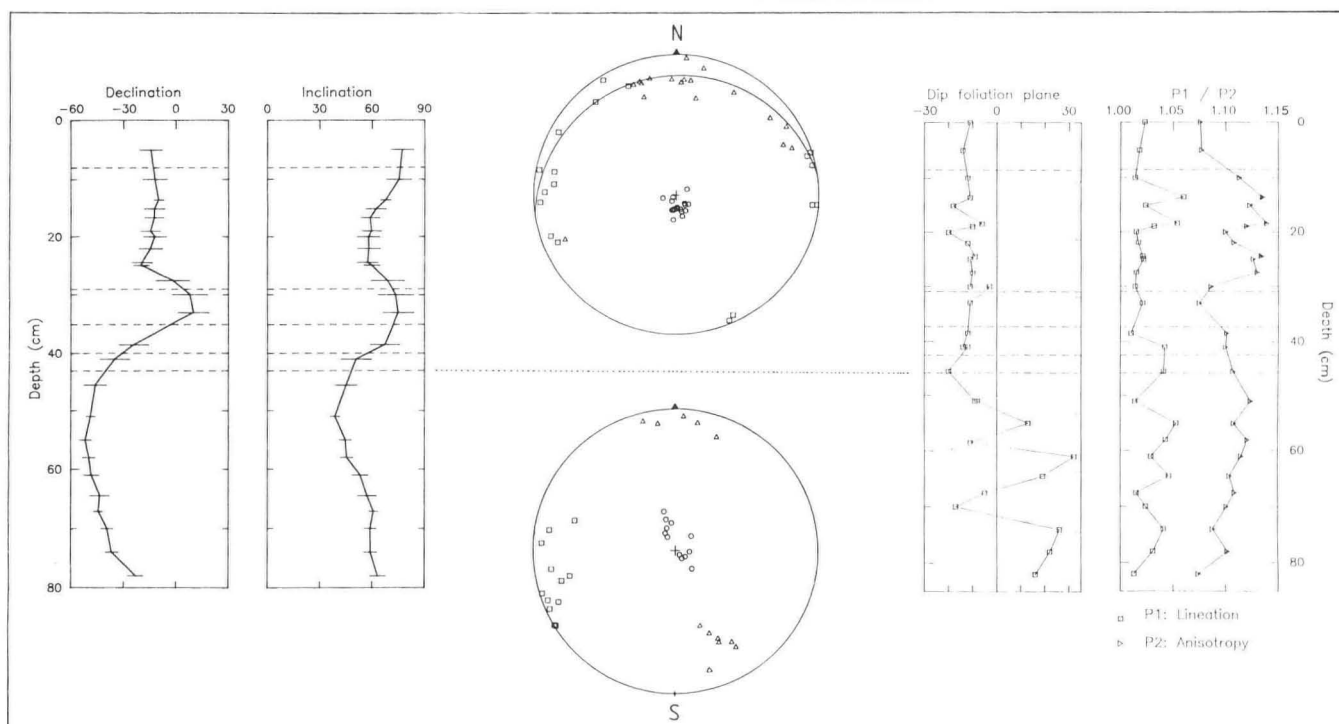 N
Declination
−60 −30 0 30
Inclination
0 30 60 90
Dip foliation plane
−30 0 30
P1 / P2
1.00 1.05 1.10 1.15
0
20
40
60
80
Depth (cm)
0
20
40
60
80
Depth (cm)
P1: Lineation
P2: Anisotropy
S